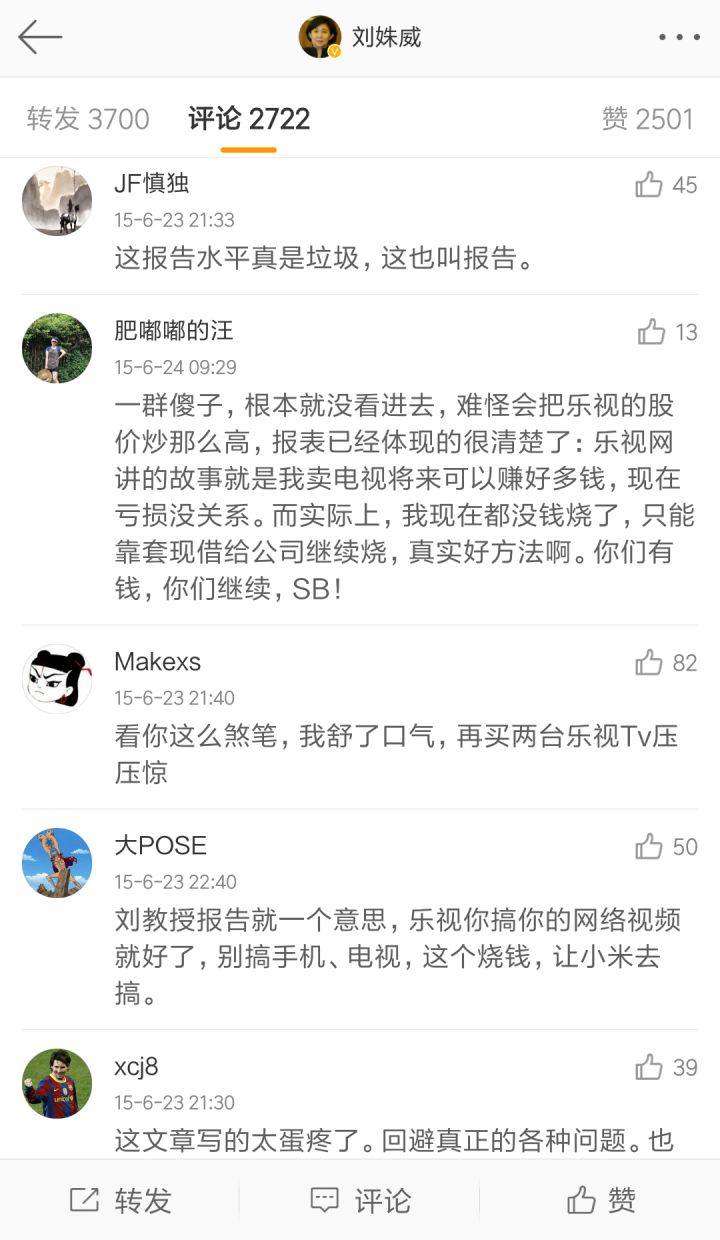 刘姝威
转发 3700 评论 2722 赞 2501
JF慎独 45
15-6-23 21:33
这报告水平真是垃圾，这也叫报告。
肥嘟嘟的汪 13
15-6-24 09:29
一群傻子，根本就没看进去，难怪会把乐视的股
价炒那么高，报表已经体现的很清楚了：乐视网
讲的故事就是我卖电视将来可以赚好多钱，现在
亏损没关系。而实际上，我现在都没钱烧了，只能
靠套现借给公司继续烧，真实好方法啊。你们有
钱，你们继续，SB！
Makexs 82
15-6-23 21:40
看你这么煞笔，我舒了口气，再买两台乐视Tv压
压惊
大POSE 50
15-6-23 22:40
刘教授报告就一个意思，乐视你搞你的网络视频
就好了，别搞手机、电视，这个烧钱，让小米去
搞。
xcj8 39
15-6-23 21:30
这文章写的太蛋疼了。回避真正的各种问题。也
转发 评论 赞